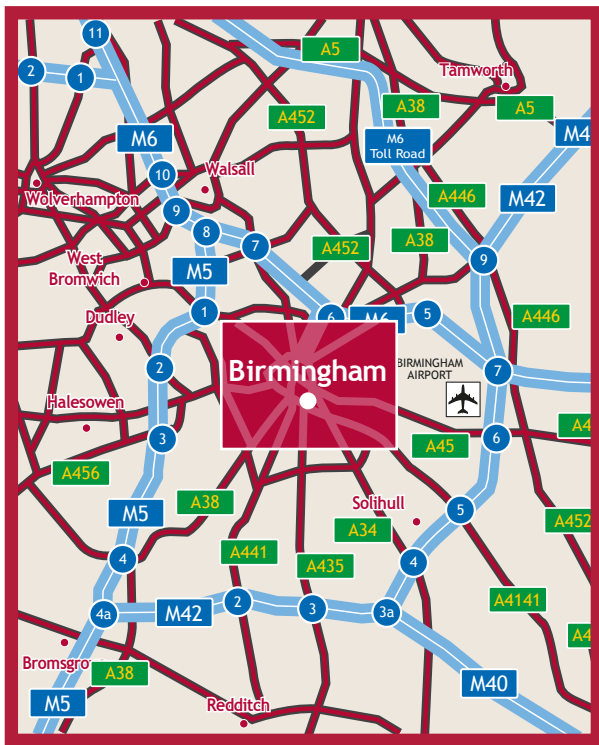 11
A5
2
1
Tamworth
A38
A5
A452
M6
M6
Toll Road
M4
10
Walsall
Wolverhampton
A446
M42
9
8
7
A38
A452
9
West
Bromwich
M5
1
Dudley
6
M6
5
A446
2
Birmingham
BIRMINGHAM
AIRPORT
7
Halesowen
3
A4
6
A45
A456
A38
M5
Solihull
5
A34
A452
4
A441
A435
4
A4141
4a
M42
2
3
3a
A4
Bromsgro
A38
M5
M40
Redditch